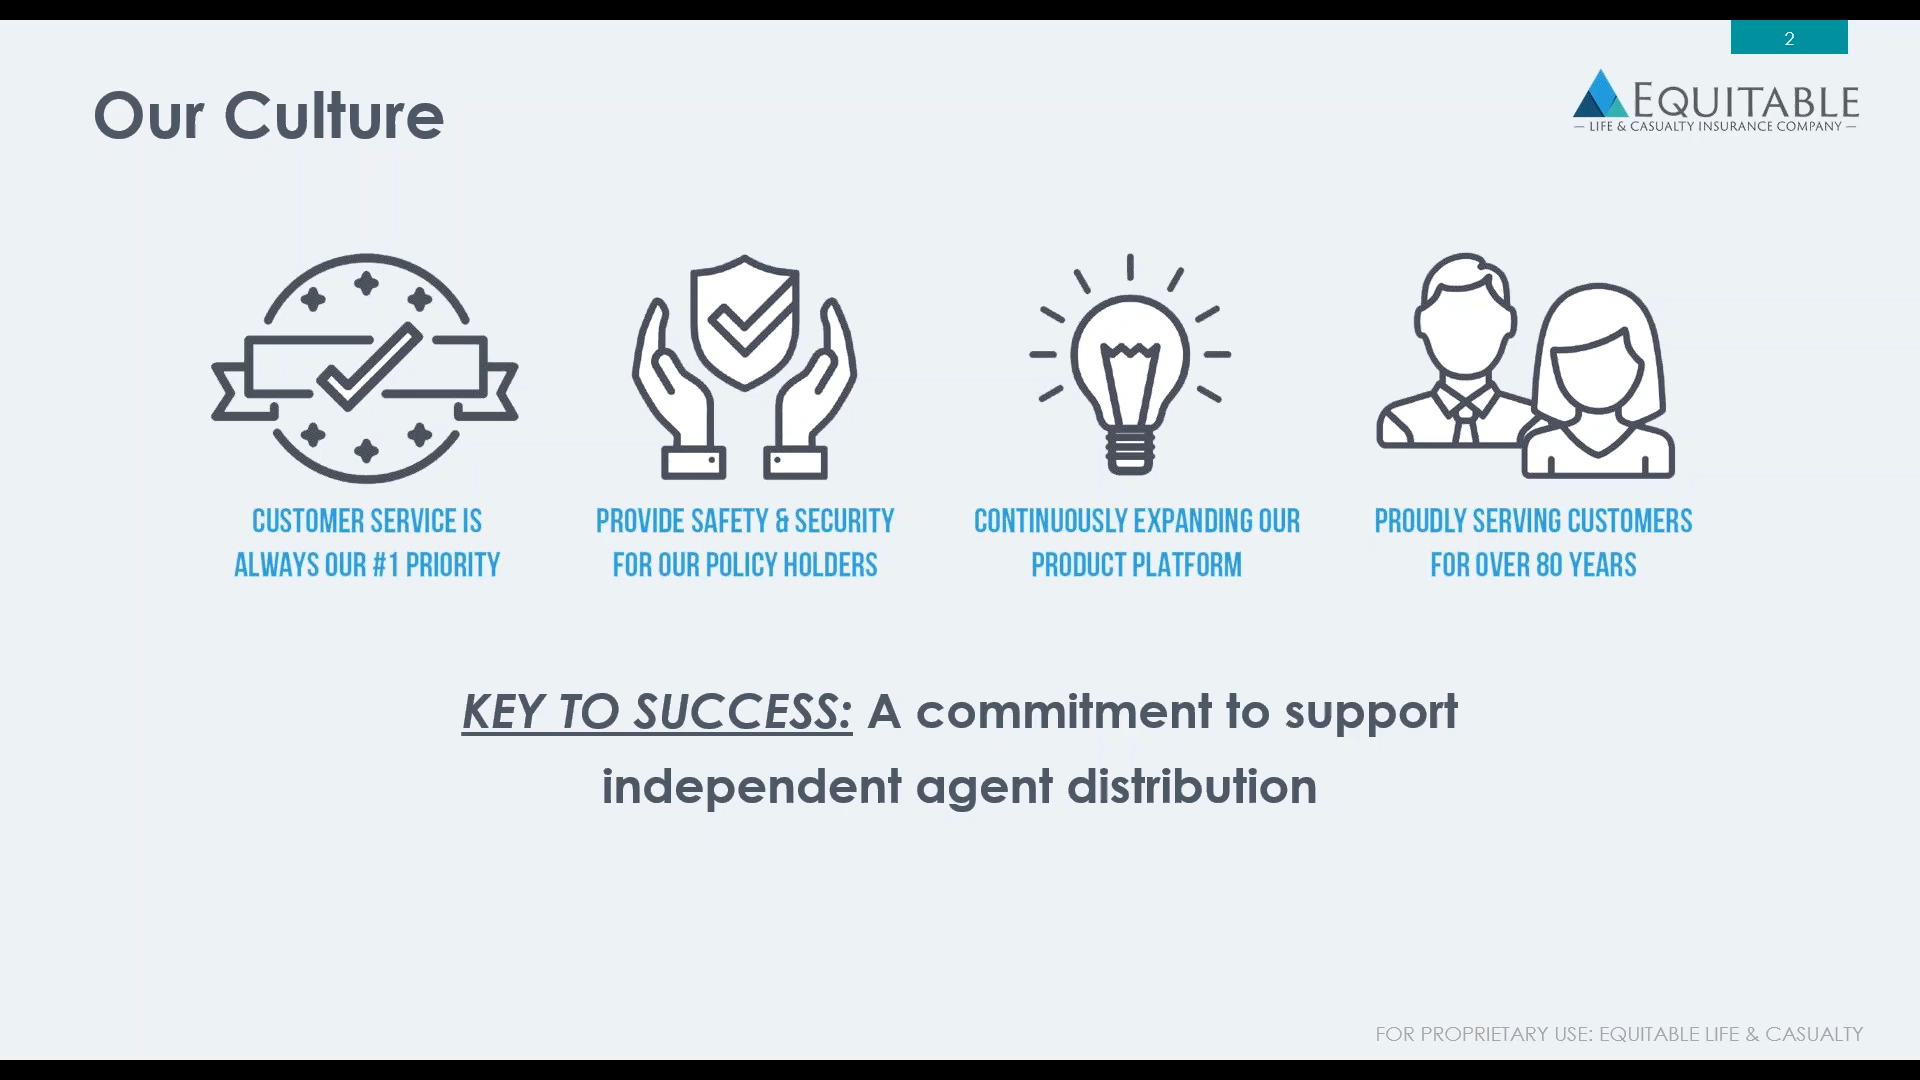 2
Our Culture
EQUITABLE
— LIFE & CASUALTY INSURANCE COMPANY —
CUSTOMER SERVICE IS
ALWAYS OUR #1 PRIORITY
PROVIDE SAFETY & SECURITY
FOR OUR POLICY HOLDERS
CONTINUOUSLY EXPANDING OUR
PRODUCT PLATFORM
PROUDLY SERVING CUSTOMERS
FOR OVER 80 YEARS
KEY TO SUCCESS: A commitment to support
independent agent distribution
FOR PROPRIETARY USE: EQUITABLE LIFE & CASUALTY